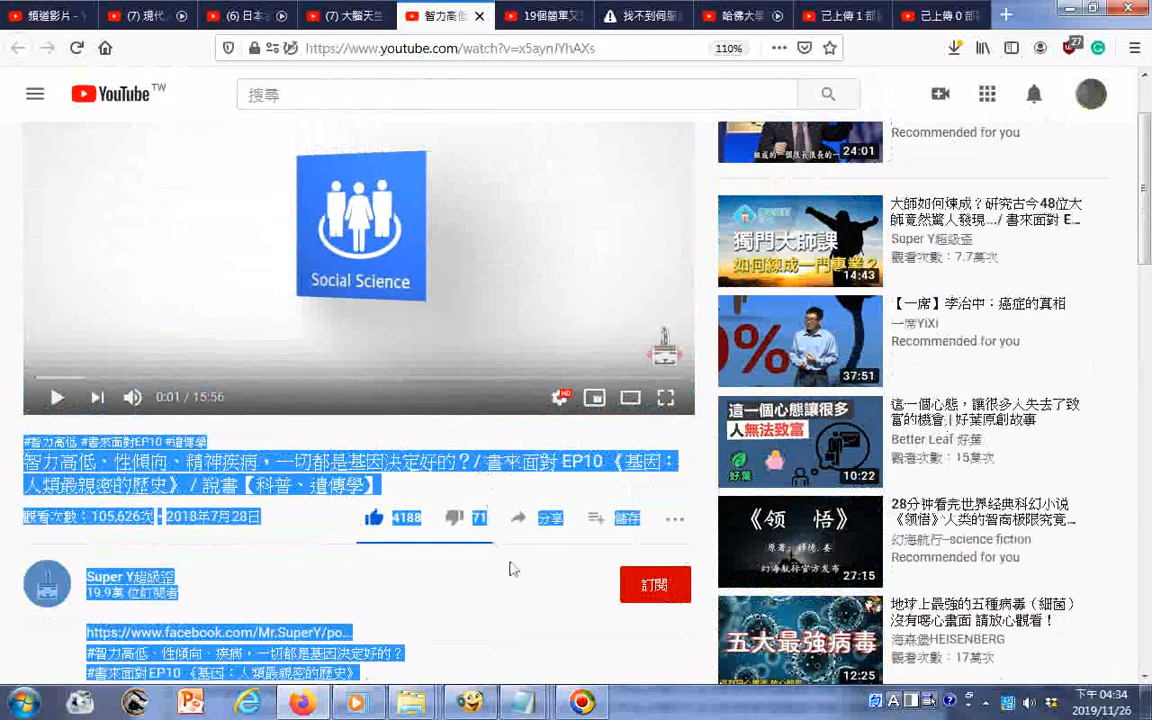 頻道影片 -
(7) 現代
(6) 日本
(7) 大腦天生
智力高低
19個簡單又
找不到伺服
哈佛大學
已上傳 1 部
已上傳 0 部
https://www.youtube.com/watch?v=x5aynJYhAXs
110%
27
YouTube TW
搜尋
24:01
Recommended for you
Social Science
0:01 / 15:56
HD
#智力高低 #書來面對EP10 #遺傳學
智力高低、性傾向、精神疾病，一切都是基因決定好的？/ 書來面對 EP10 《基因：
人類最親密的歷史》 / 說書【科普、遺傳學】
觀看次數：105,626次 • 2018年7月28日
4188
71
分享
儲存
Super Y超級歪
19.9萬 位訂閱者
訂閱
https://www.facebook.com/Mr.SuperY/po...
#智力高低、性傾向、疾病，一切都是基因決定好的？
#書來面對EP10 《基因：人類最親密的歷史》
獨門大師課
如何練成一門專業？
14:43
大師如何煉成？研究古今48位大
師竟然驚人發現.../ 書來面對 E...
Super Y超級歪
觀看次數：7.7萬次
0%
37:51
【一席】李治中：癌症的真相
一席YiXi
Recommended for you
這一個心態讓很多
人無法致富
好葉
10:22
這一個心態，讓很多人失去了致
富的機會 | 好葉原創故事
Better Leaf 好葉
觀看次數：15萬次
《领 悟》
幻海航行官方发布
27:15
28分钟看完世界经典科幻小说
《领悟》人类的智商极限究竟...
幻海航行–science fiction
Recommended for you
五大最強病毒
12:25
地球上最強的五種病毒（細菌）
沒有噁心畫面 請放心觀看！
海森堡HEISENBERG
觀看次數：17萬次
下午 04:34
2019/11/26